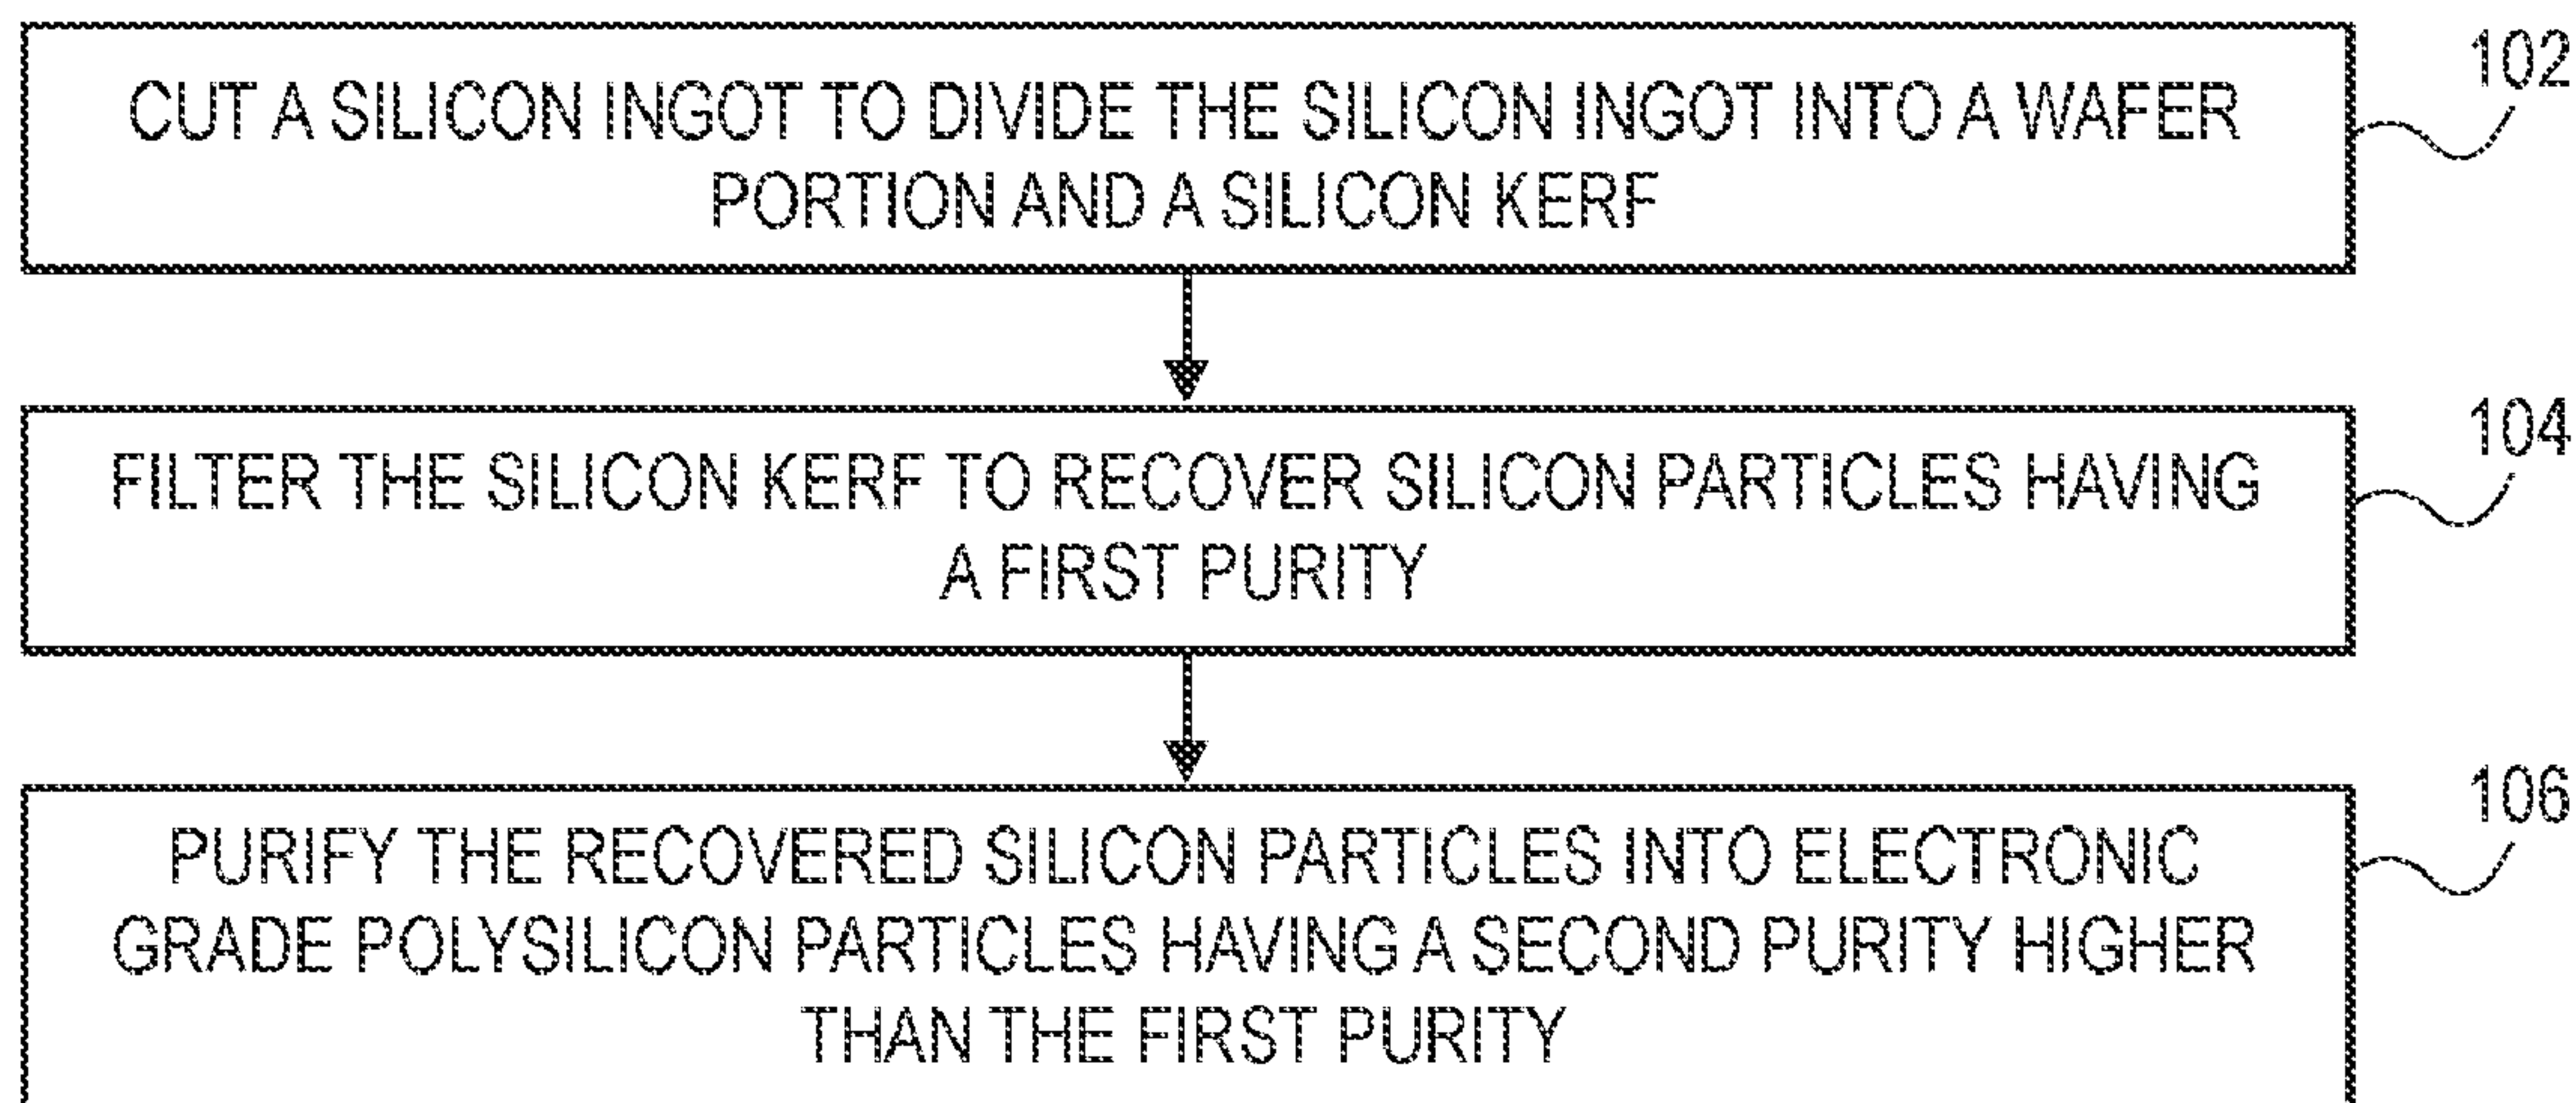 CUT A SILICON INGOT TO DIVIDE THE SILICON INGOT INTO A WAFER
PORTION AND A SILICON KERF
102
FILTER THE SILICON KERF TO RECOVER SILICON PARTICLES HAVING
A FIRST PURITY
104
PURIFY THE RECOVERED SILICON PARTICLES INTO ELECTRONIC
GRADE POLYSILICON PARTICLES HAVING A SECOND PURITY HIGHER
THAN THE FIRST PURITY
106